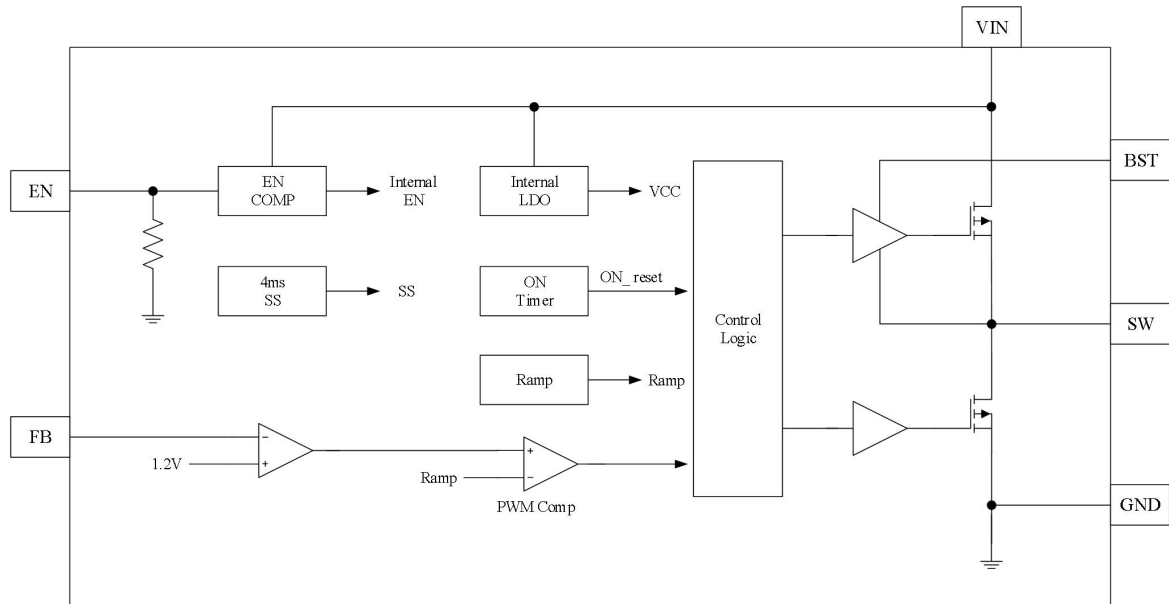 VIN
BST
EN
EN
COMP
Internal
EN
Internal
LDO
VCC
4ms
SS
SS
ON
Timer
ON_reset
Control
Logic
SW
Ramp
Ramp
FB
1.2V
-
+
+
-
Ramp
PWM Comp
GND